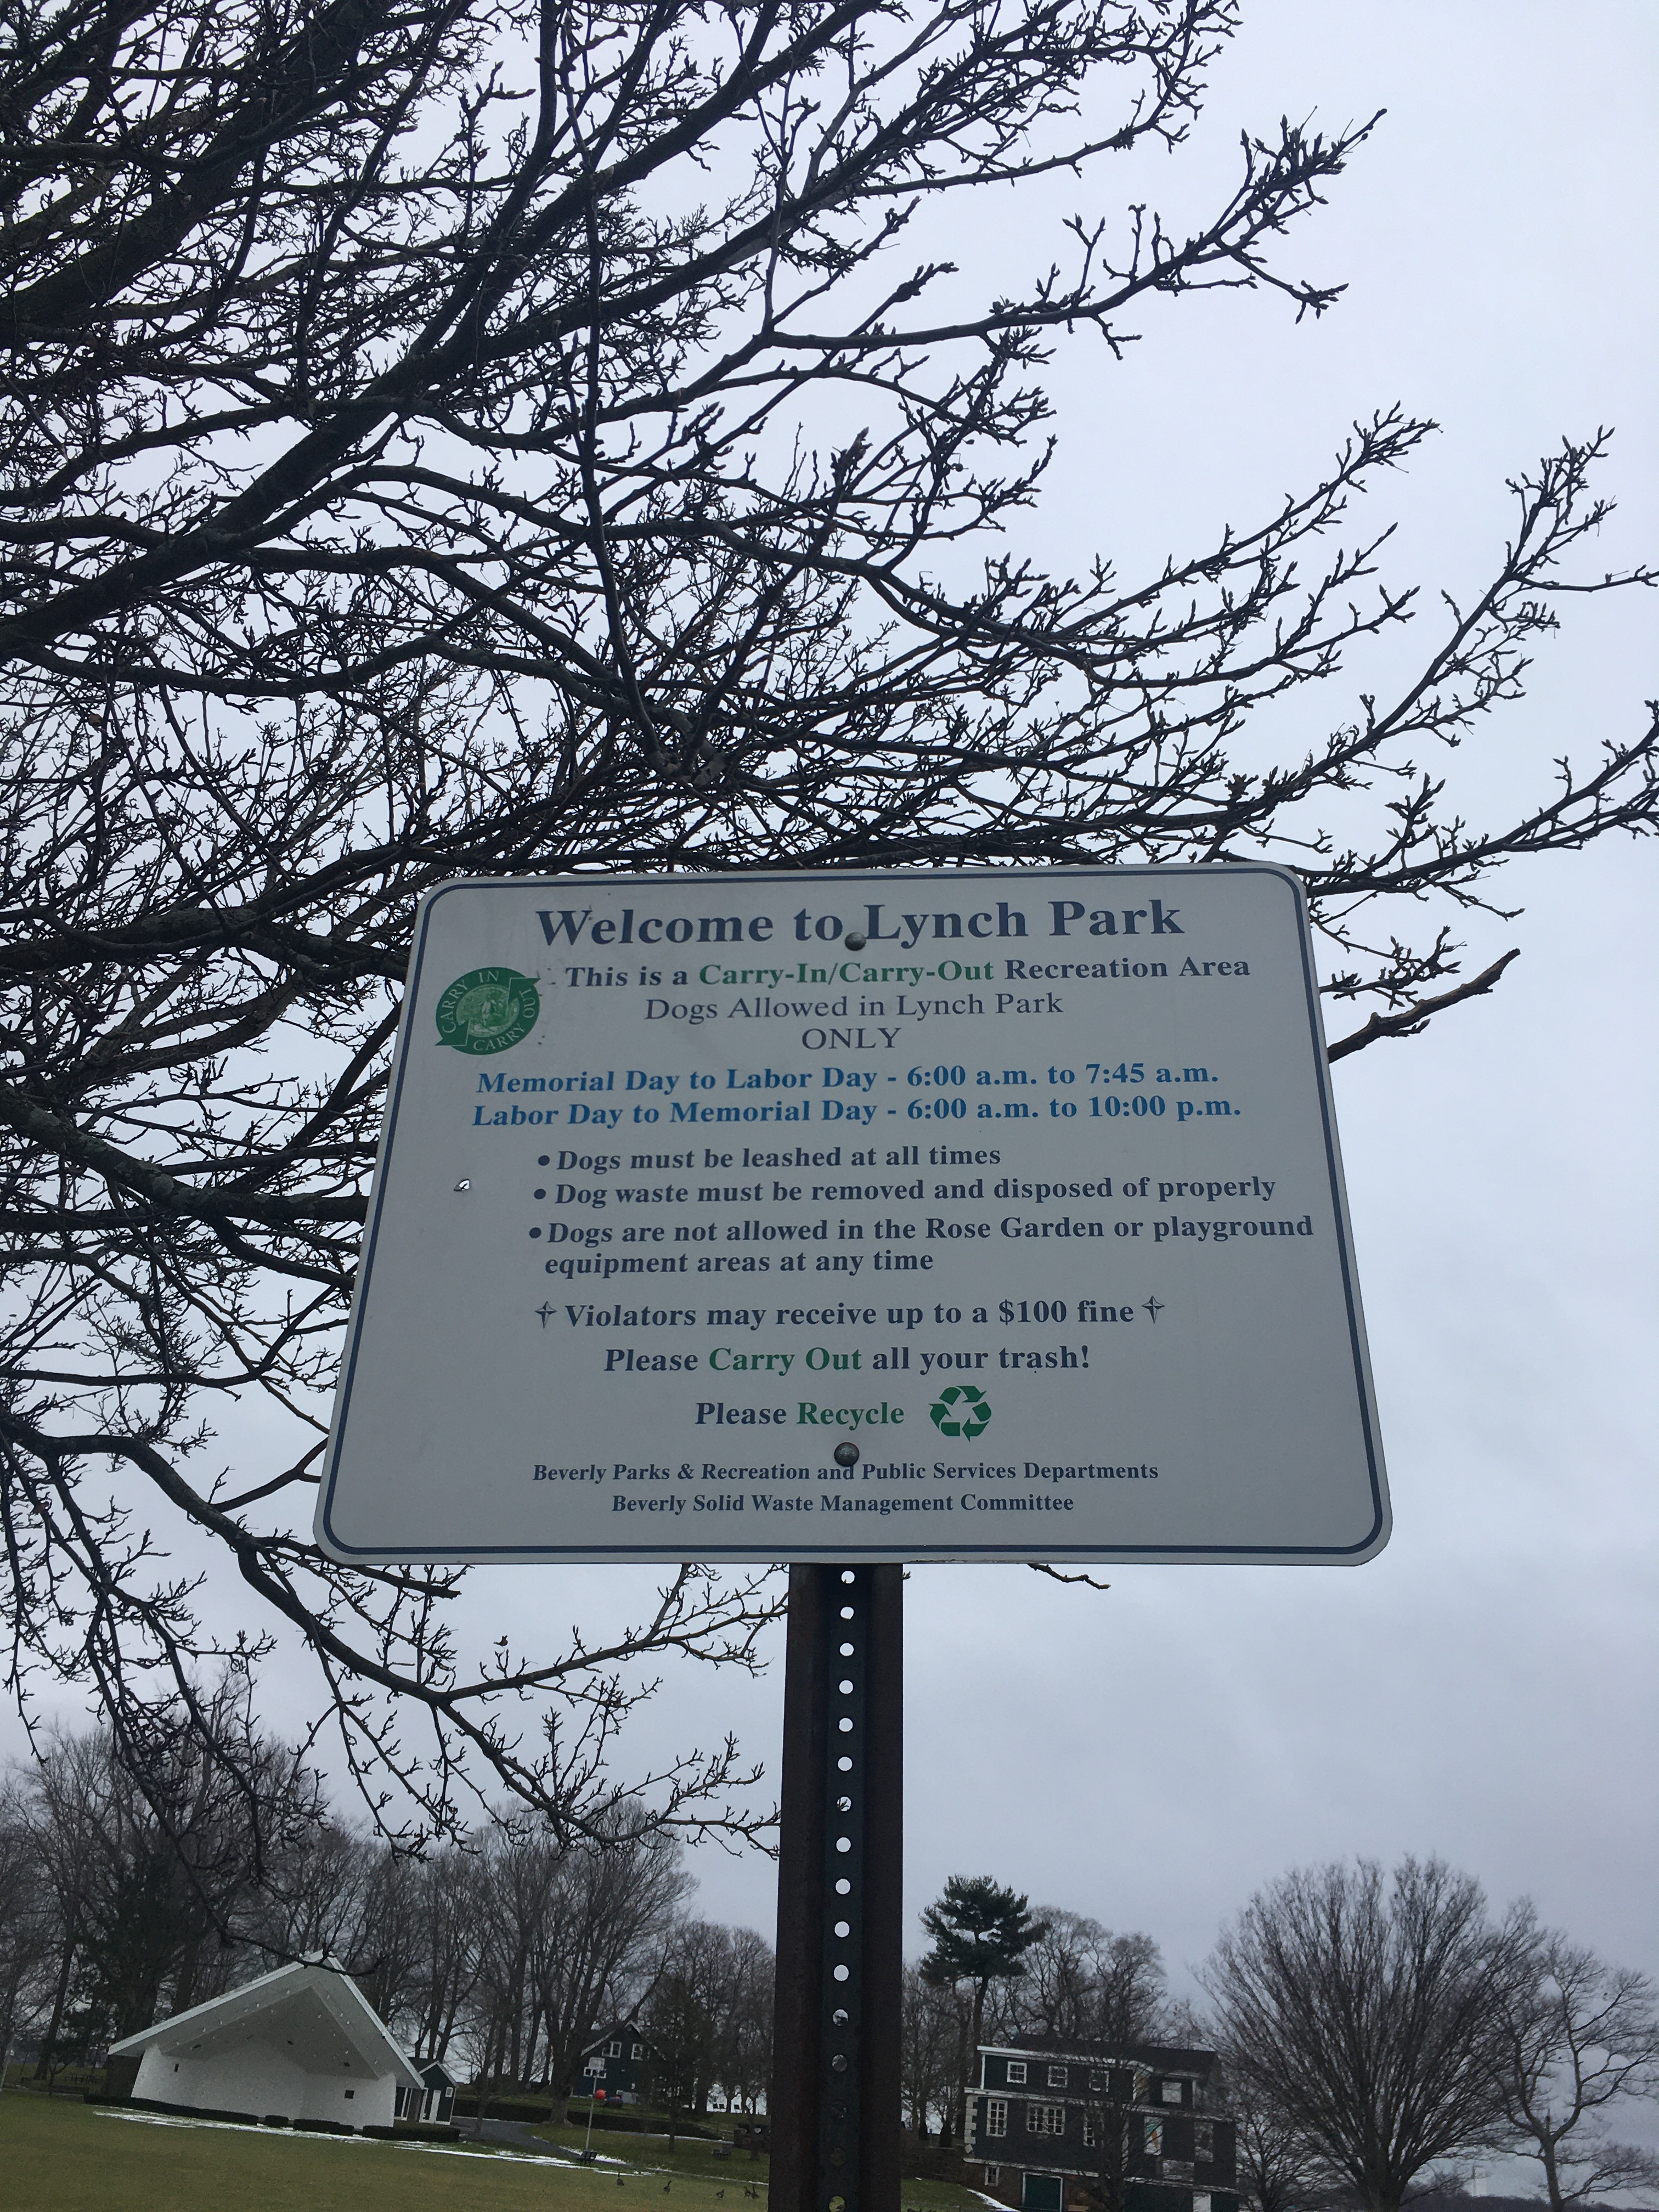 Welcome to Lynch Park
CARRY IN
CARRY OUT
This is a Carry-In/Carry-Out Recreation Area
Dogs Allowed in Lynch Park
ONLY
Memorial Day to Labor Day - 6:00 a.m. to 7:45 a.m.
Labor Day to Memorial Day - 6:00 a.m. to 10:00 p.m.
• Dogs must be leashed at all times
• Dog waste must be removed and disposed of properly
• Dogs are not allowed in the Rose Garden or playground
equipment areas at any time
Violators may receive up to a $100 fine
Please Carry Out all your trash!
Please Recycle
Beverly Parks & Recreation and Public Services Departments
Beverly Solid Waste Management Committee